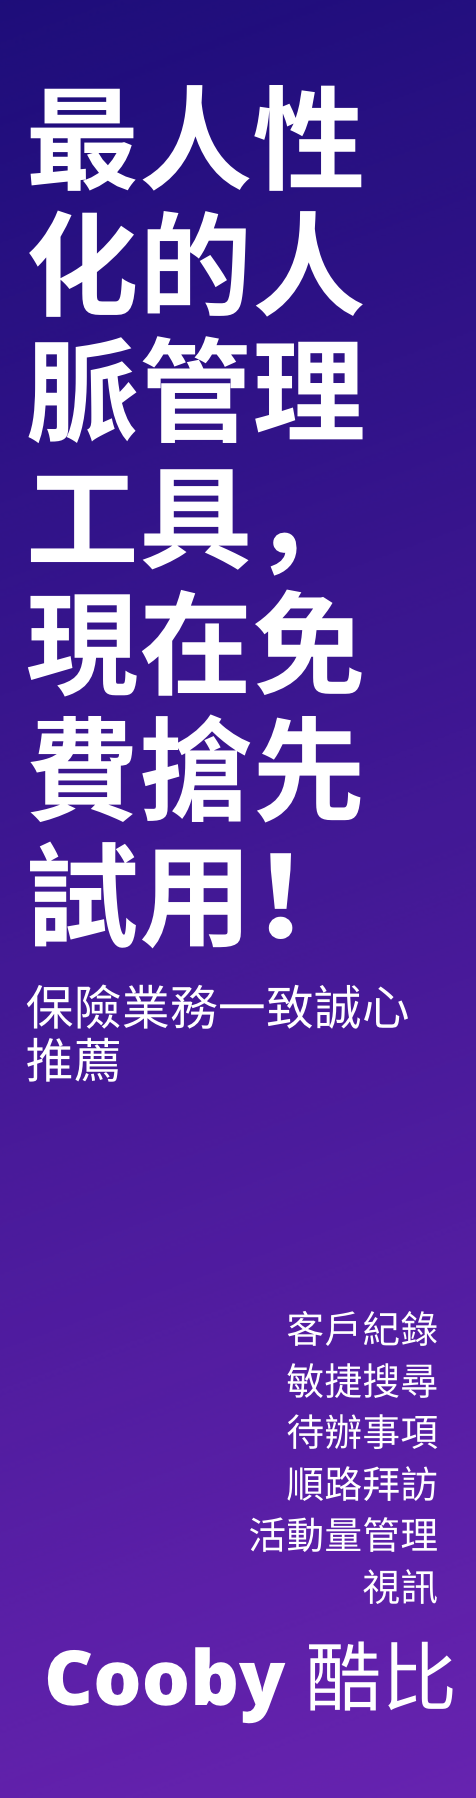 最人性
化的人
脈管理
工具，
現在免
費搶先
試用！
保險業務一致誠心
推薦
客戶紀錄
敏捷搜尋
待辦事項
順路拜訪
活動量管理
視訊
Cooby 酷比